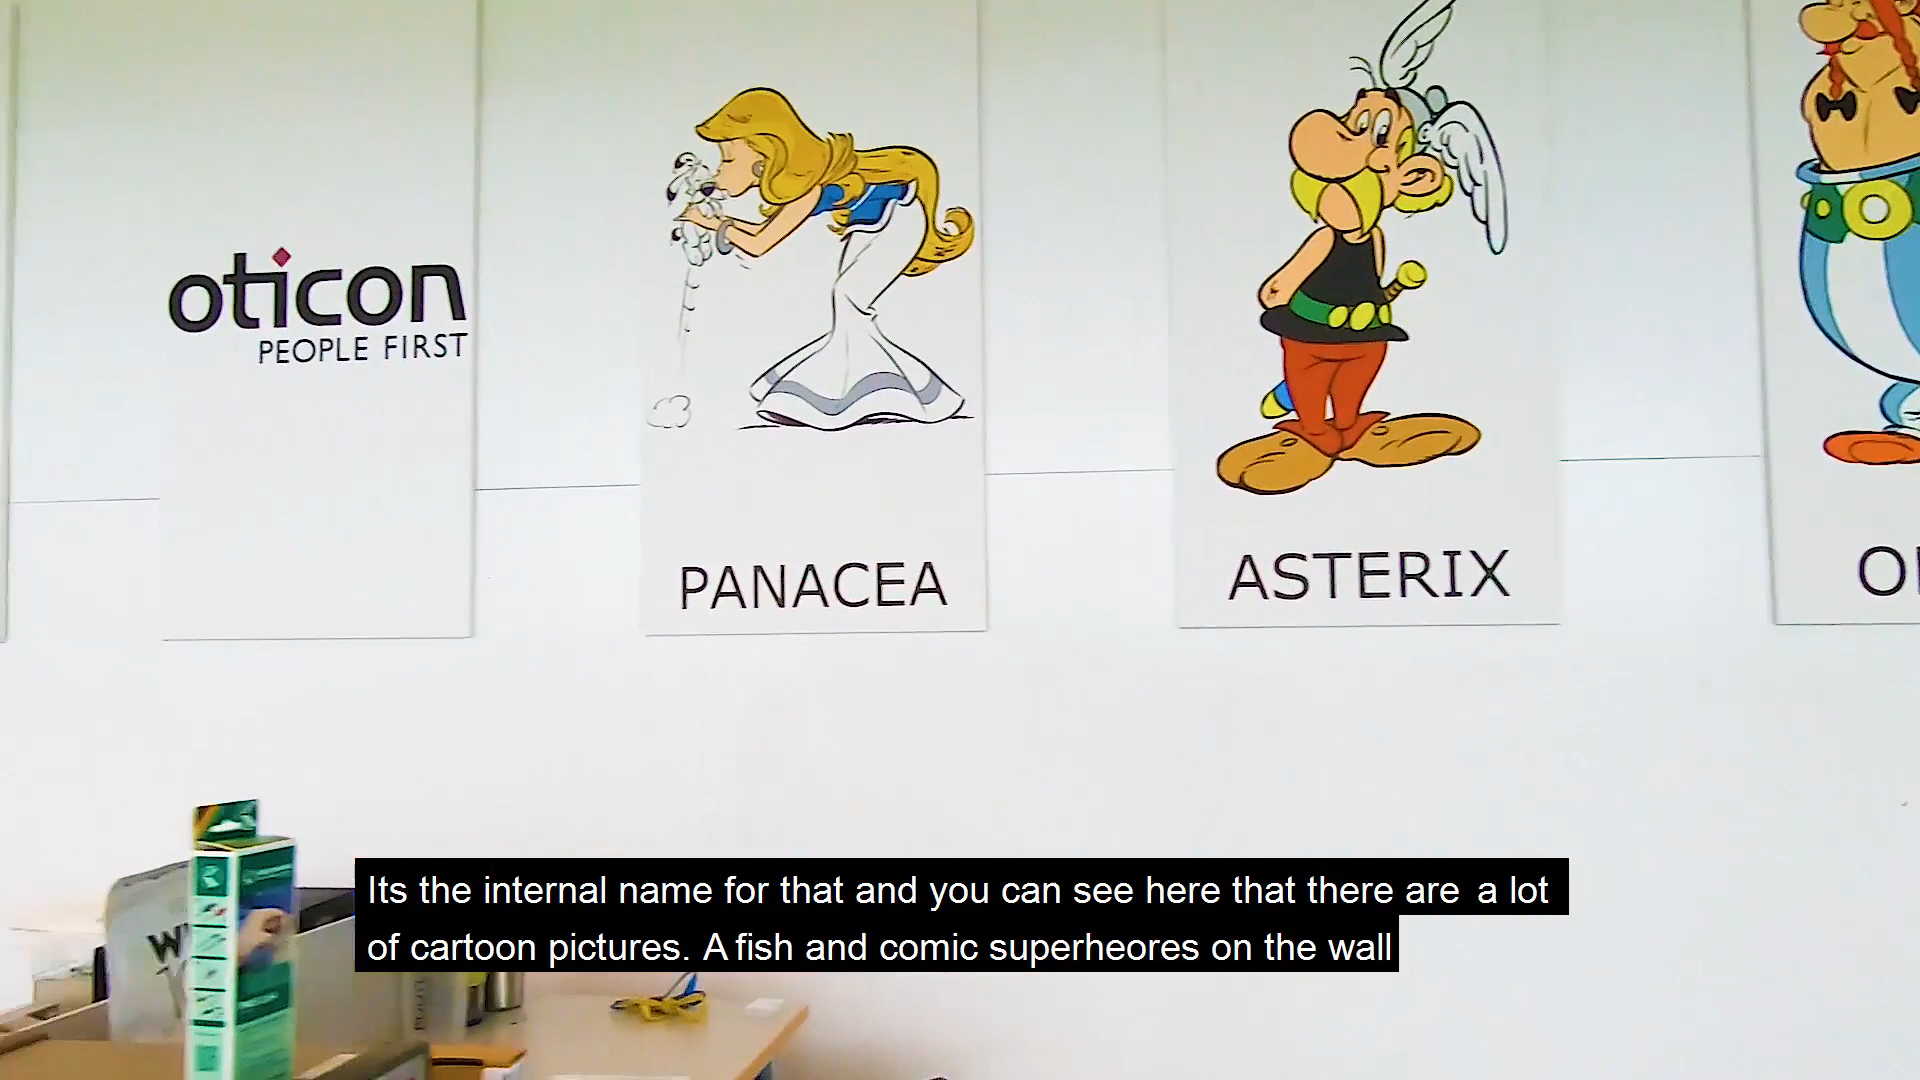 oticon
PEOPLE FIRST
PANACEA
ASTERIX
Its the internal name for that and you can see here that there are a lot
of cartoon pictures. A fish and comic superheores on the wall